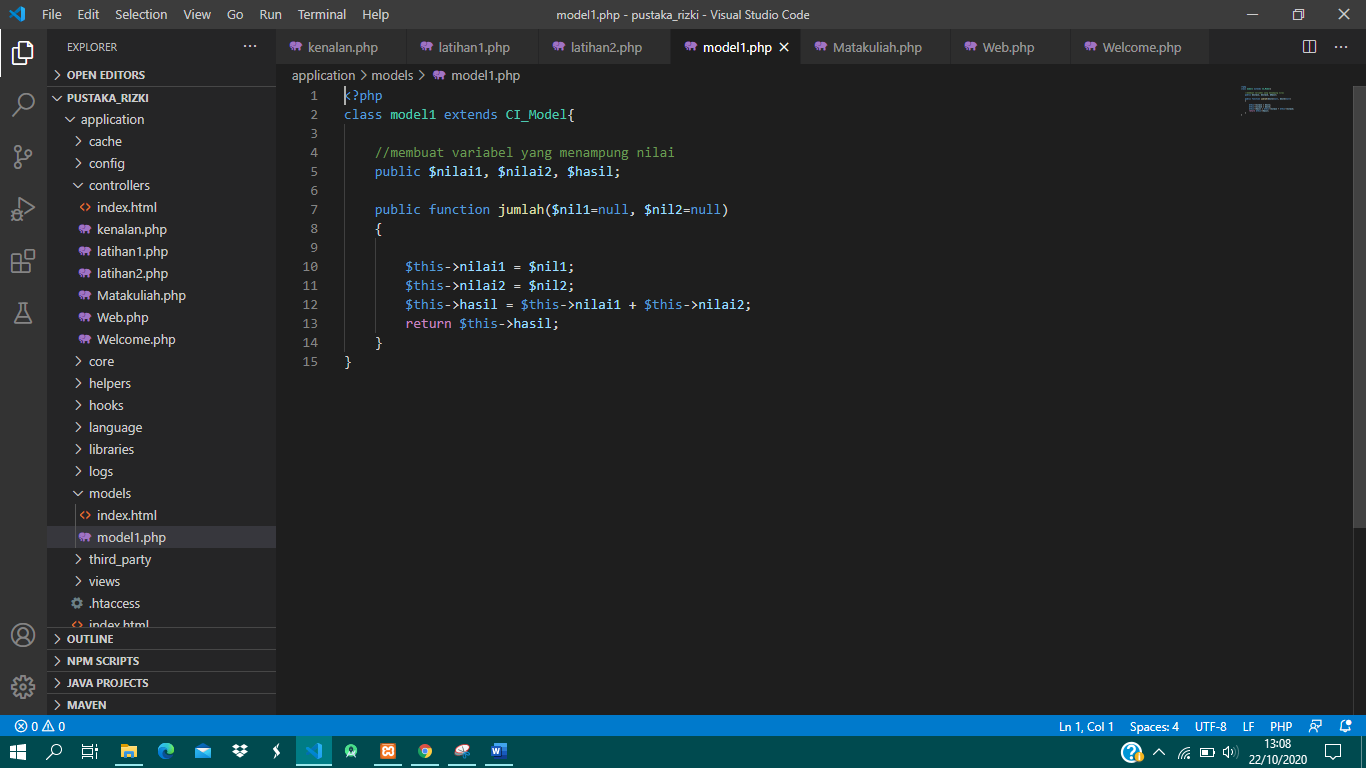 File Edit Selection View Go Run Terminal Help
model1.php - pustaka_rizki - Visual Studio Code
EXPLORER
OPEN EDITORS
PUSTAKA_RIZKI
application
cache
config
controllers
index.html
kenalan.php
latihan1.php
latihan2.php
Matakuliah.php
Web.php
Welcome.php
core
helpers
hooks
language
libraries
logs
models
index.html
model1.php
third_party
views
.htaccess
index.html
OUTLINE
NPM SCRIPTS
JAVA PROJECTS
MAVEN
kenalan.php latihan1.php latihan2.php model1.php Matakuliah.php Web.php Welcome.php
application > models > model1.php
1 <?php
2 class model1 extends CI_Model{
3
4 //membuat variabel yang menampung nilai
5 public $nilai1, $nilai2, $hasil;
6
7 public function jumlah($nil1=null, $nil2=null)
8 {
9
10 $this->nilai1 = $nil1;
11 $this->nilai2 = $nil2;
12 $this->hasil = $this->nilai1 + $this->nilai2;
13 return $this->hasil;
14 }
15 }
0 0 Ln 1, Col 1 Spaces: 4 UTF-8 LF PHP
13:08
22/10/2020